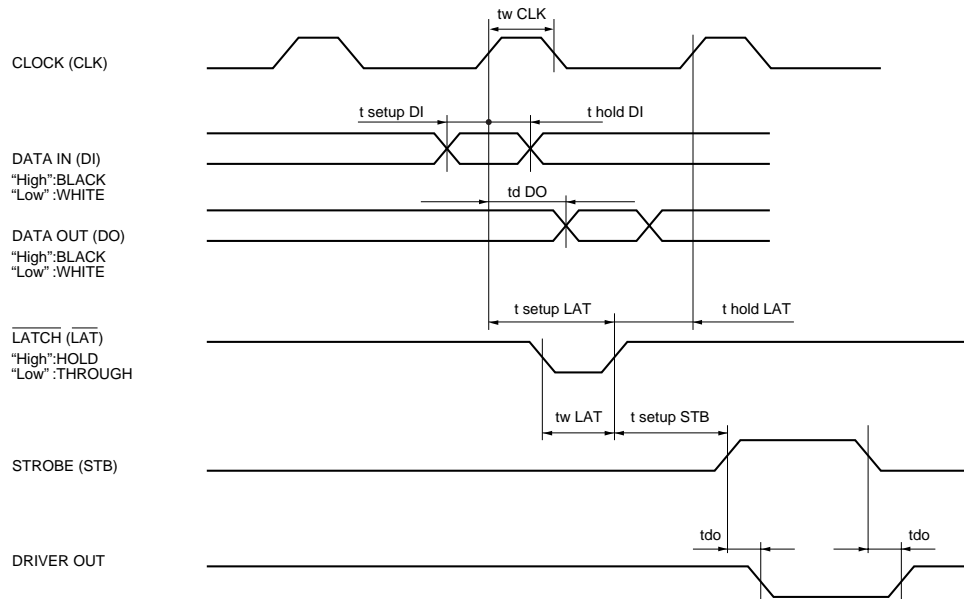 tw CLK
CLOCK (CLK)
t setup DI
t hold DI
DATA IN (DI)
“High”:BLACK
“Low” :WHITE
td DO
DATA OUT (DO)
“High”:BLACK
“Low” :WHITE
t setup LAT
t hold LAT
LATCH (LAT)
“High”:HOLD
“Low” :THROUGH
tw LAT
t setup STB
STROBE (STB)
tdo
tdo
DRIVER OUT